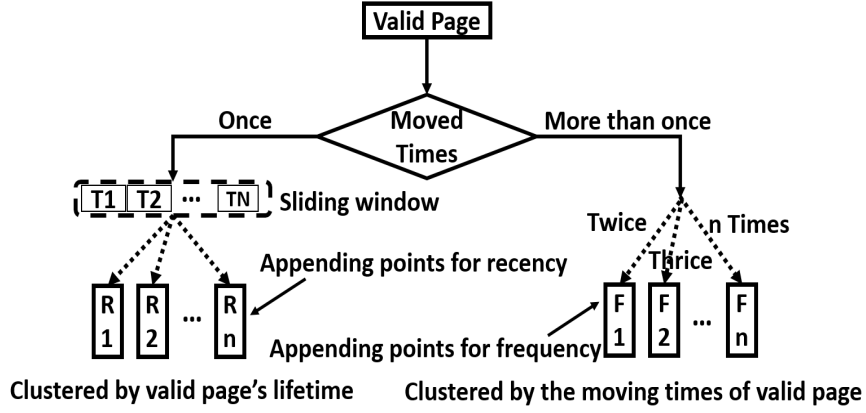 Valid Page
Moved
Times
Once
More than once
T1 T2 ... TN
Sliding window
Twice
n Times
Thrice
Appending points for recency
R
1
R
2
...
R
n
F
1
F
2
...
F
n
Appending points for frequency
Clustered by valid page's lifetime
Clustered by the moving times of valid page